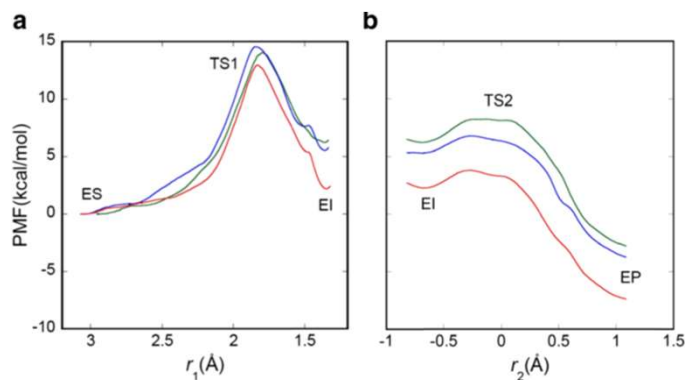 a
b
15
10
5
0
-5
-10
PMF(kcal/mol)
TS1
ES
EI
3
2.5
2
1.5
r1(Å)
TS2
EI
EP
-1
-0.5
0
0.5
1
1.5
r2(Å)